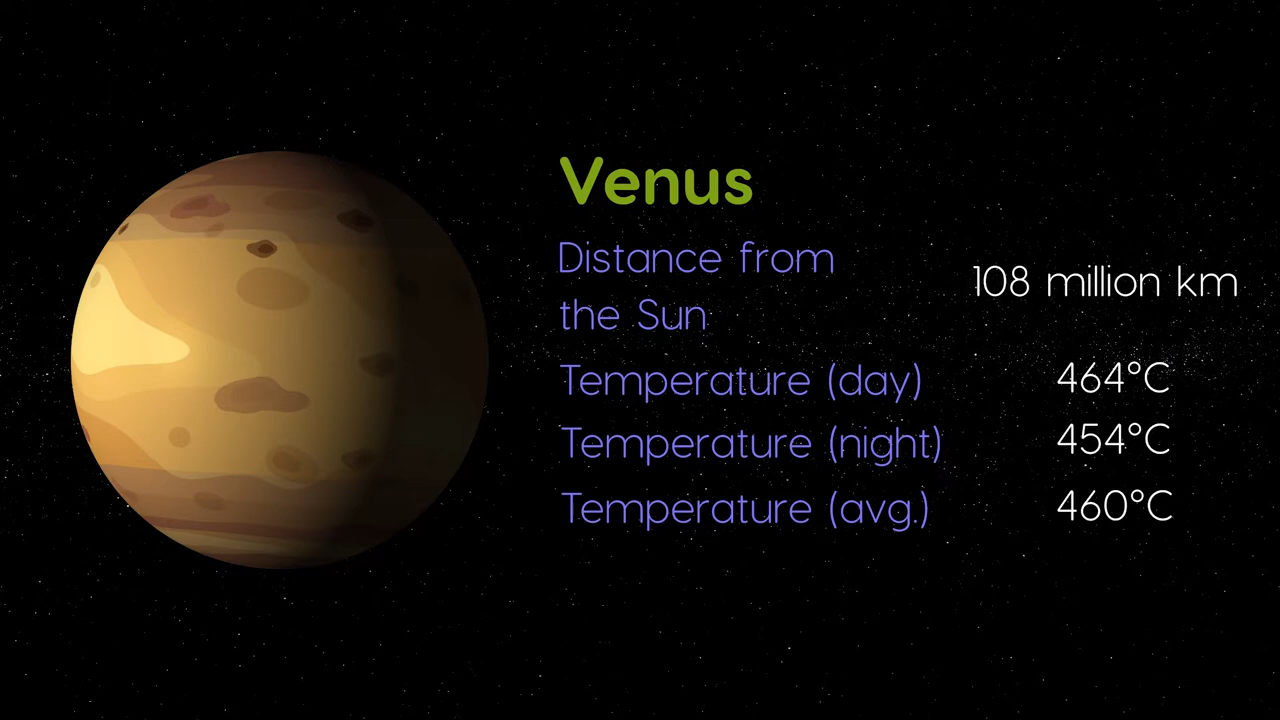 Venus
Distance from
the Sun
108 million km
Temperature (day) 464°C
Temperature (night) 454°C
Temperature (avg.) 460°C